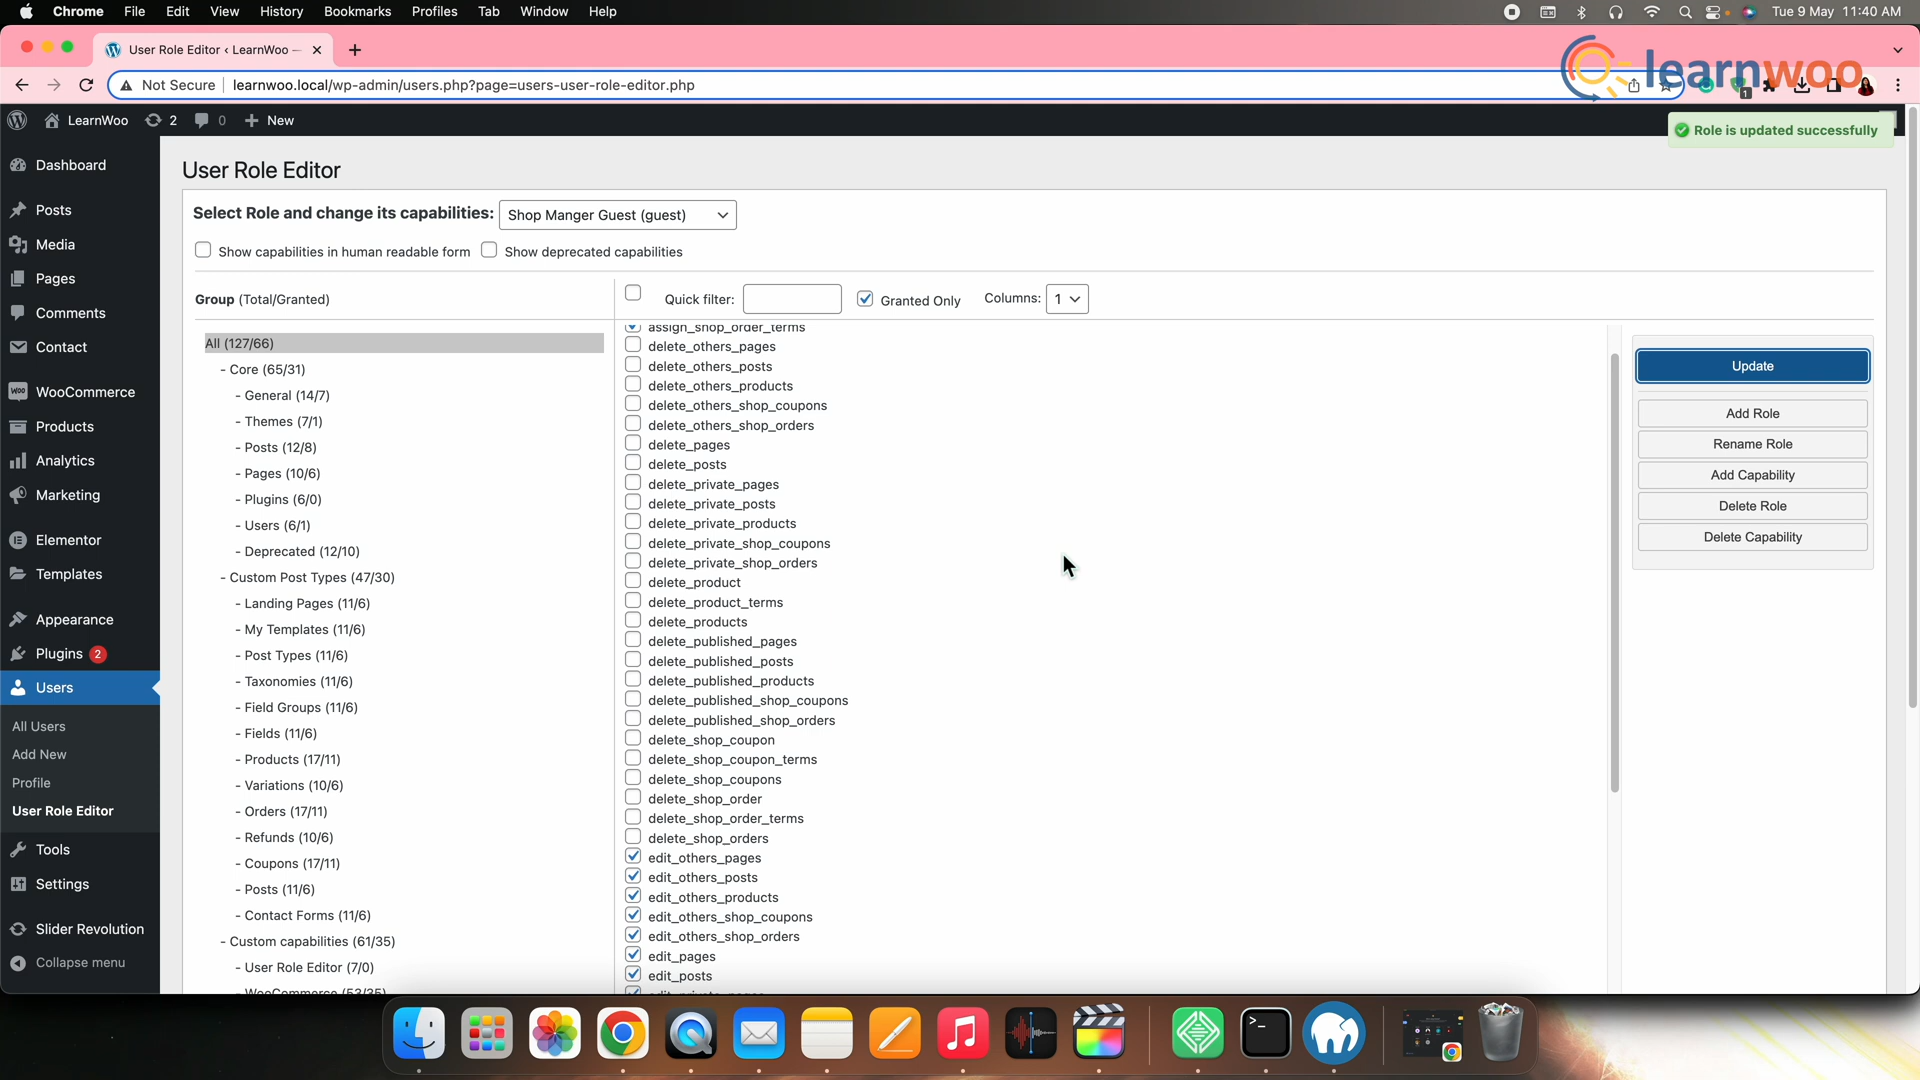 Chrome File Edit View History Bookmarks Profiles Tab Window Help
Tue 9 May 11:40 AM
User Role Editor ‹ LearnWoo —
Not Secure learnwoo.local/wp-admin/users.php?page=users-user-role-editor.php
learnwoo
1
LearnWoo 2 0 New
Role is updated successfully
Dashboard
Posts
Media
Pages
Comments
Contact
WooCommerce
Products
Analytics
Marketing
Elementor
Templates
Appearance
Plugins 2
Users
All Users
Add New
Profile
User Role Editor
Tools
Settings
Slider Revolution
Collapse menu
User Role Editor
Select Role and change its capabilities: Shop Manger Guest (guest)
Show capabilities in human readable form Show deprecated capabilities
Group (Total/Granted)
Quick filter: Granted Only Columns: 1
All (127/66)
- Core (65/31)
- General (14/7)
- Themes (7/1)
- Posts (12/8)
- Pages (10/6)
- Plugins (6/0)
- Users (6/1)
- Deprecated (12/10)
- Custom Post Types (47/30)
- Landing Pages (11/6)
- My Templates (11/6)
- Post Types (11/6)
- Taxonomies (11/6)
- Field Groups (11/6)
- Fields (11/6)
- Products (17/11)
- Variations (10/6)
- Orders (17/11)
- Refunds (10/6)
- Coupons (17/11)
- Posts (11/6)
- Contact Forms (11/6)
- Custom capabilities (61/35)
- User Role Editor (7/0)
- WooCommerce (53/35)
assign_shop_order_terms
delete_others_pages
delete_others_posts
delete_others_products
delete_others_shop_coupons
delete_others_shop_orders
delete_pages
delete_posts
delete_private_pages
delete_private_posts
delete_private_products
delete_private_shop_coupons
delete_private_shop_orders
delete_product
delete_product_terms
delete_products
delete_published_pages
delete_published_posts
delete_published_products
delete_published_shop_coupons
delete_published_shop_orders
delete_shop_coupon
delete_shop_coupon_terms
delete_shop_coupons
delete_shop_order
delete_shop_order_terms
delete_shop_orders
edit_others_pages
edit_others_posts
edit_others_products
edit_others_shop_coupons
edit_others_shop_orders
edit_pages
edit_posts
Update
Add Role
Rename Role
Add Capability
Delete Role
Delete Capability